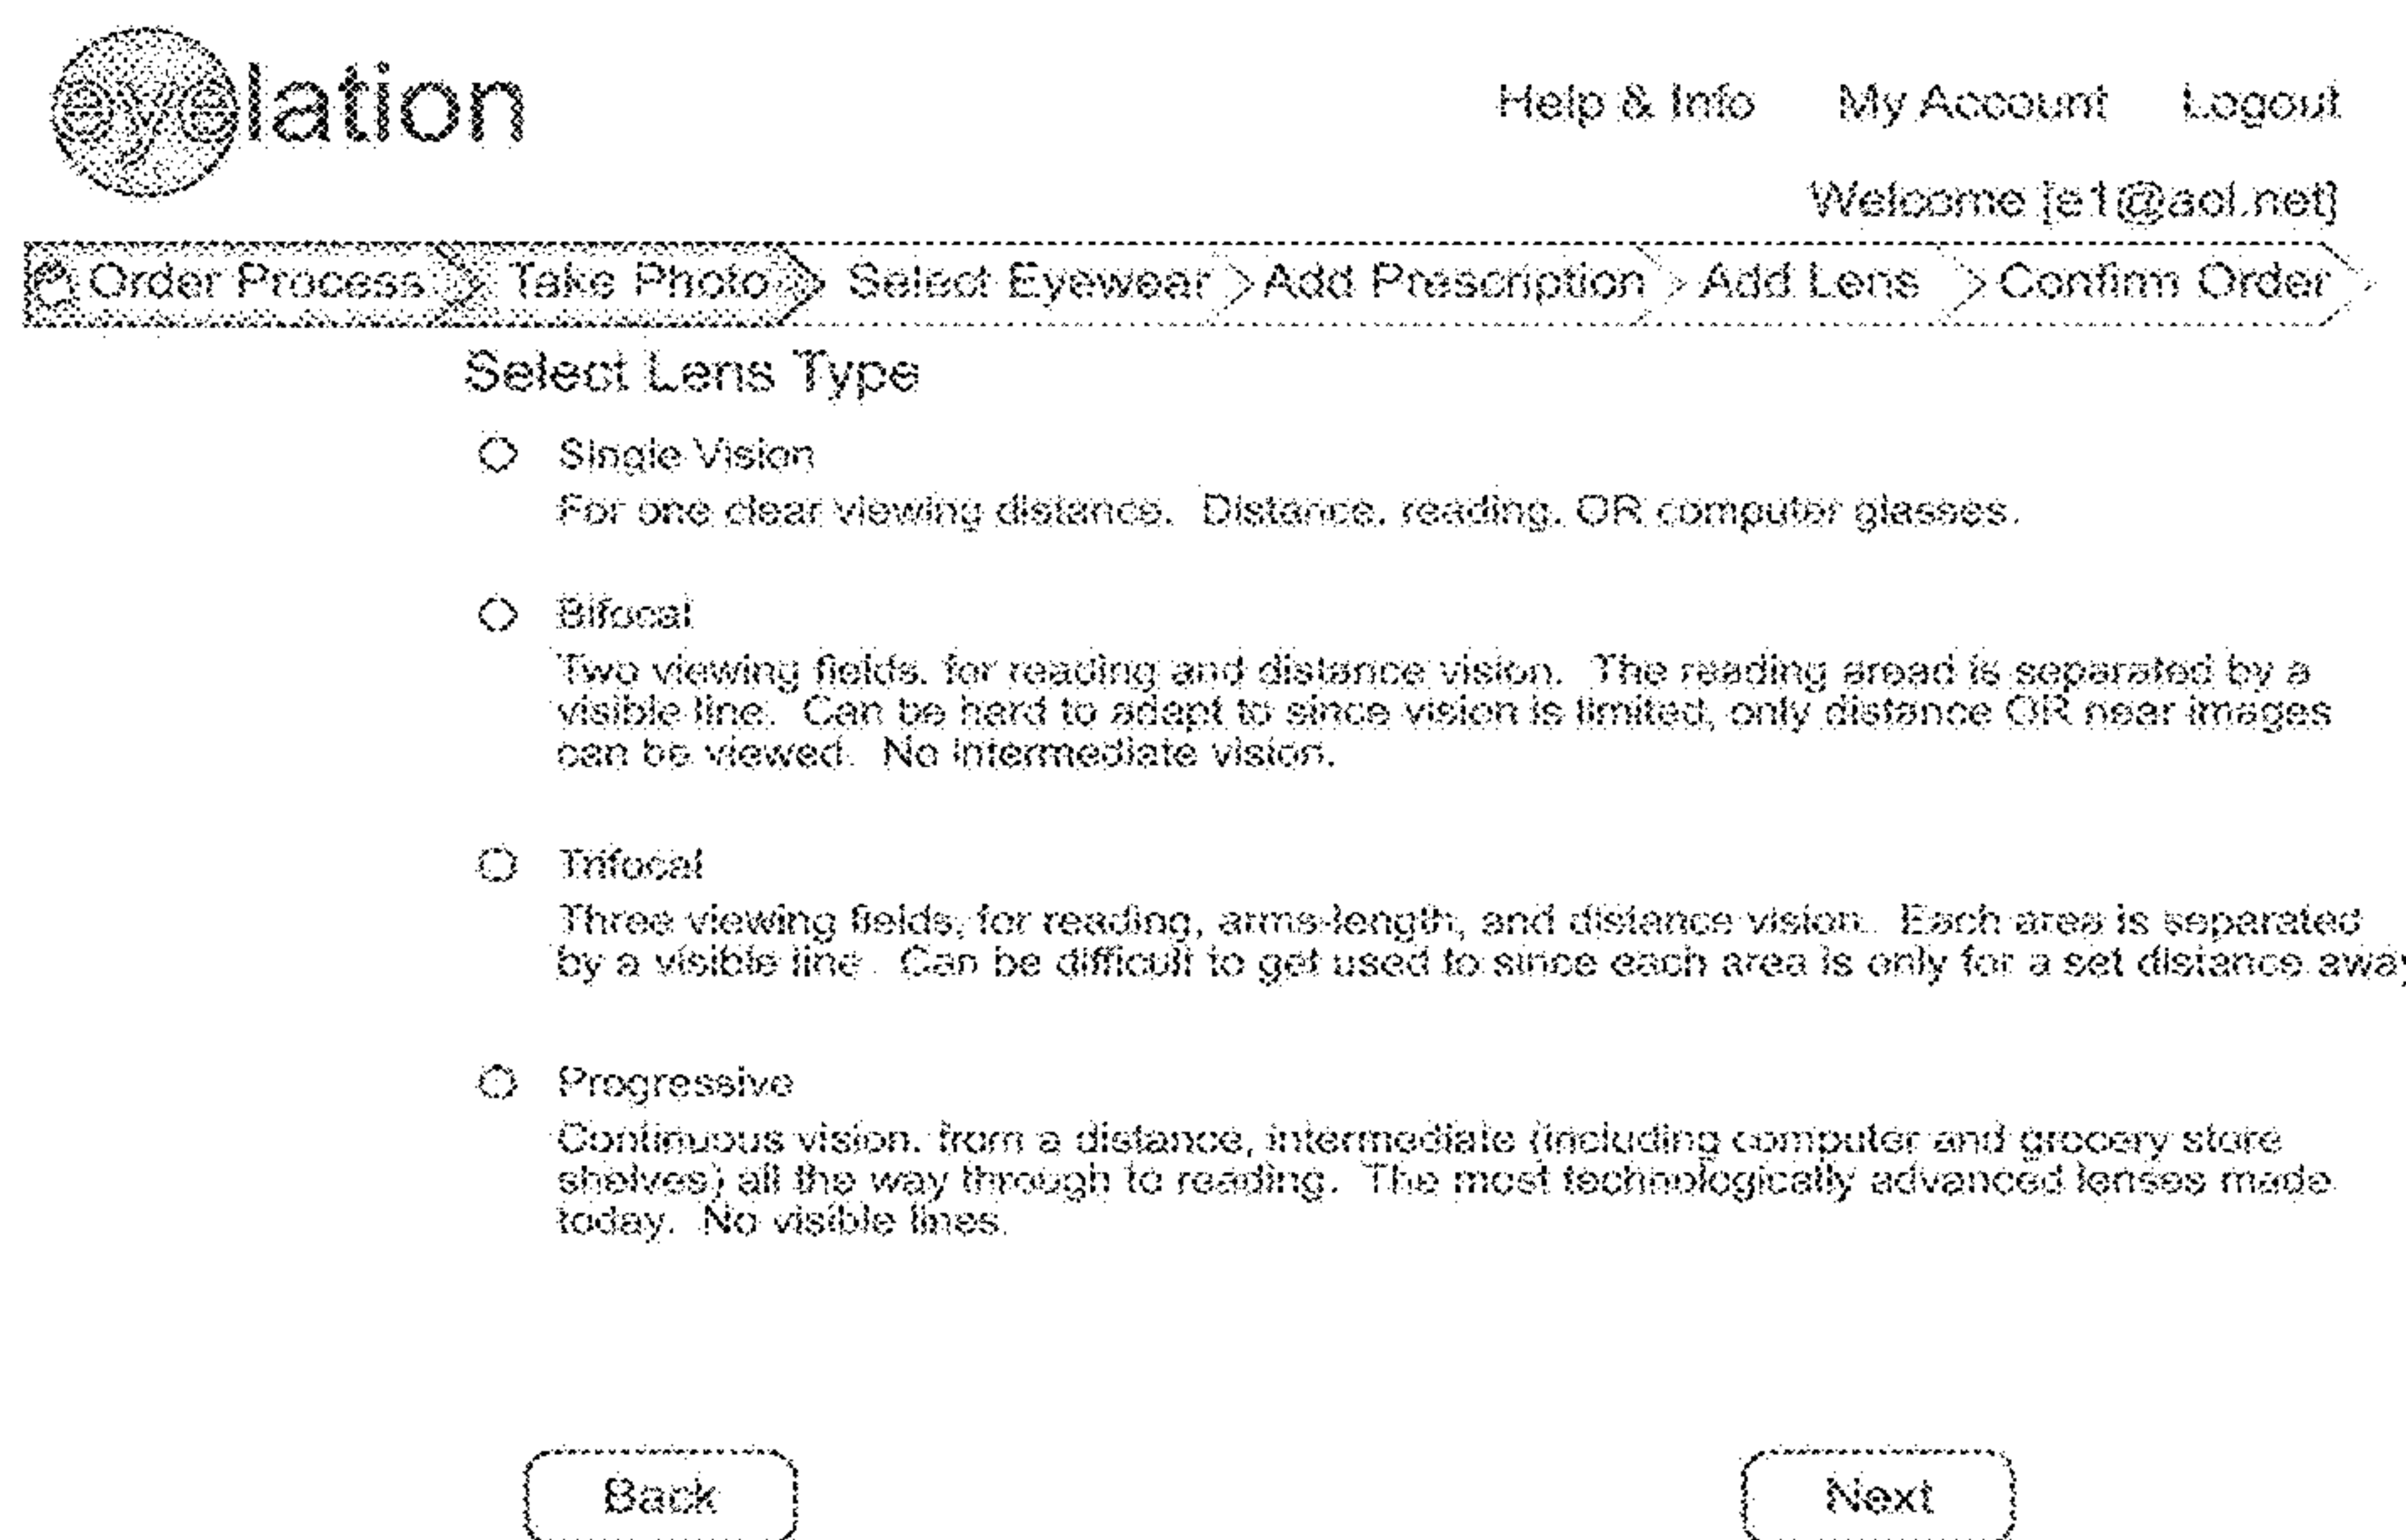 eyelation
Help & Info My Account Logout
Welcome [e1@aol.net]
Order Process Take Photo Select Eyewear Add Prescription Add Lens Confirm Order
Select Lens Type
Single Vision
For one clear viewing distance. Distance, reading, OR computer glasses.
Bifocal
Two viewing fields, for reading and distance vision. The reading aread is separated by a
visible line. Can be hard to adapt to since vision is limited, only distance OR near images
can be viewed. No intermediate vision.
Trifocal
Three viewing fields, for reading, arms-length, and distance vision. Each area is separated
by a visible line. Can be difficult to get used to since each area is only for a set distance away
Progressive
Continuous vision, from a distance, intermediate (including computer and grocery store
shelves) all the way through to reading. The most technologically advanced lenses made
today. No visible lines.
Back Next